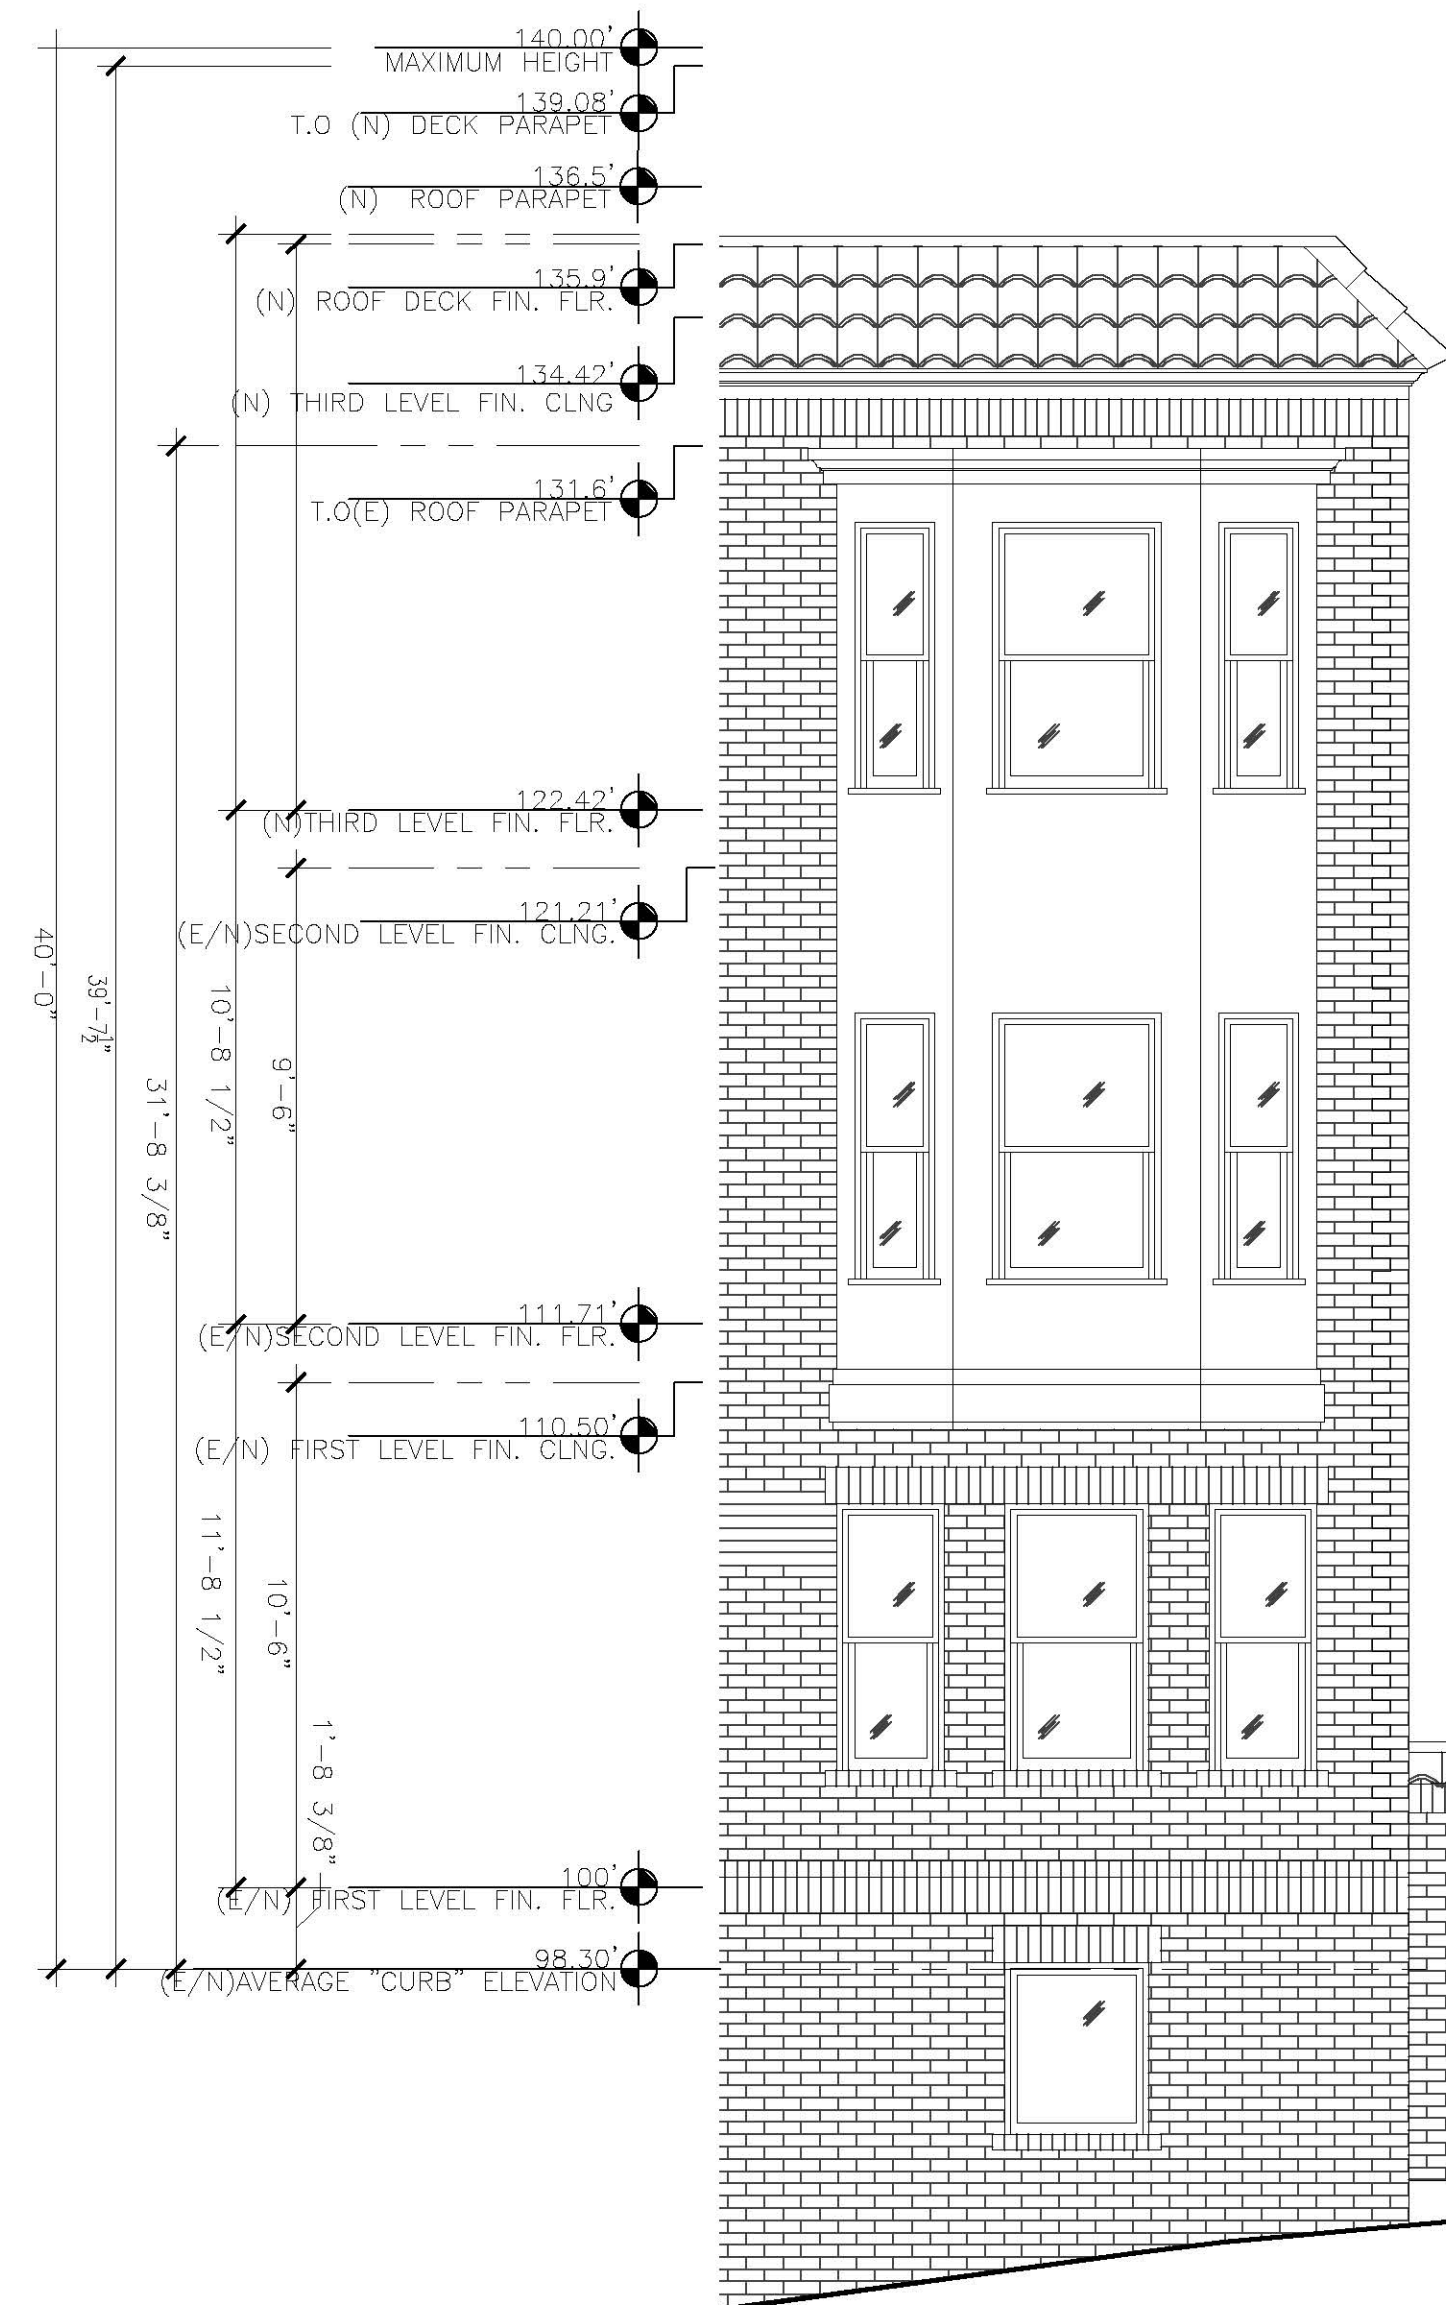 140.00'
MAXIMUM HEIGHT
139.08'
T.O (N) DECK PARAPET
136.5'
(N) ROOF PARAPET
135.9'
(N) ROOF DECK FIN. FLR.
134.42'
(N) THIRD LEVEL FIN. CLNG
131.6'
T.O(E) ROOF PARAPET
122.42'
(N)THIRD LEVEL FIN. FLR.
121.21'
(E/N)SECOND LEVEL FIN. CLNG.
40'-0"
39'-7½"
31'-8 3/8"
10'-8 1/2"
9'-6"
111.71'
(E/N)SECOND LEVEL FIN. FLR.
110.50'
(E/N) FIRST LEVEL FIN. CLNG.
11'-8 1/2"
10'-6"
1'-8 3/8"
100'
(E/N) FIRST LEVEL FIN. FLR.
98.30'
(E/N)AVERAGE "CURB" ELEVATION